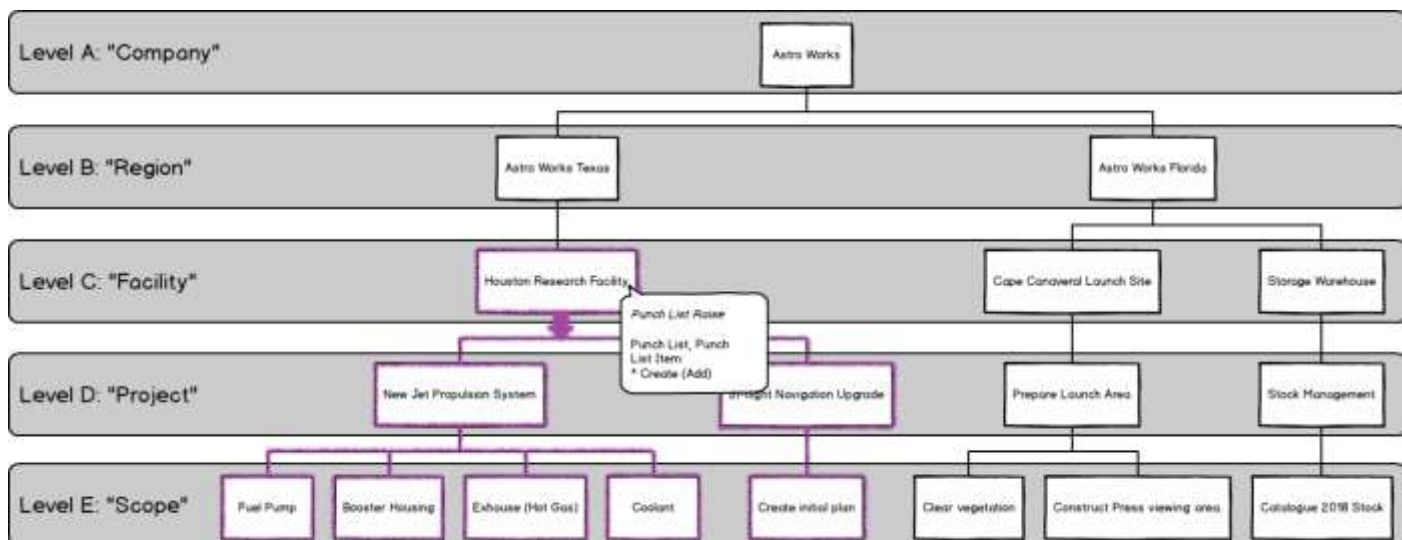 Level A: "Company"
Astro Works
Level B: "Region"
Astro Works Texas
Astro Works Florida
Level C: "Facility"
Houston Research Facility
Cape Canaveral Launch Site
Storage Warehouse
Punch List Raise
Punch List, Punch
List Item
* Create (Add)
Level D: "Project"
New Jet Propulsion System
Navigation Upgrade
Prepare Launch Area
Stock Management
Level E: "Scope"
Fuel Pump
Booster Housing
Exhouse (Hot Gas)
Coolant
Create initial plan
Clear vegetation
Construct Press viewing area
Catalogue 2018 Stock